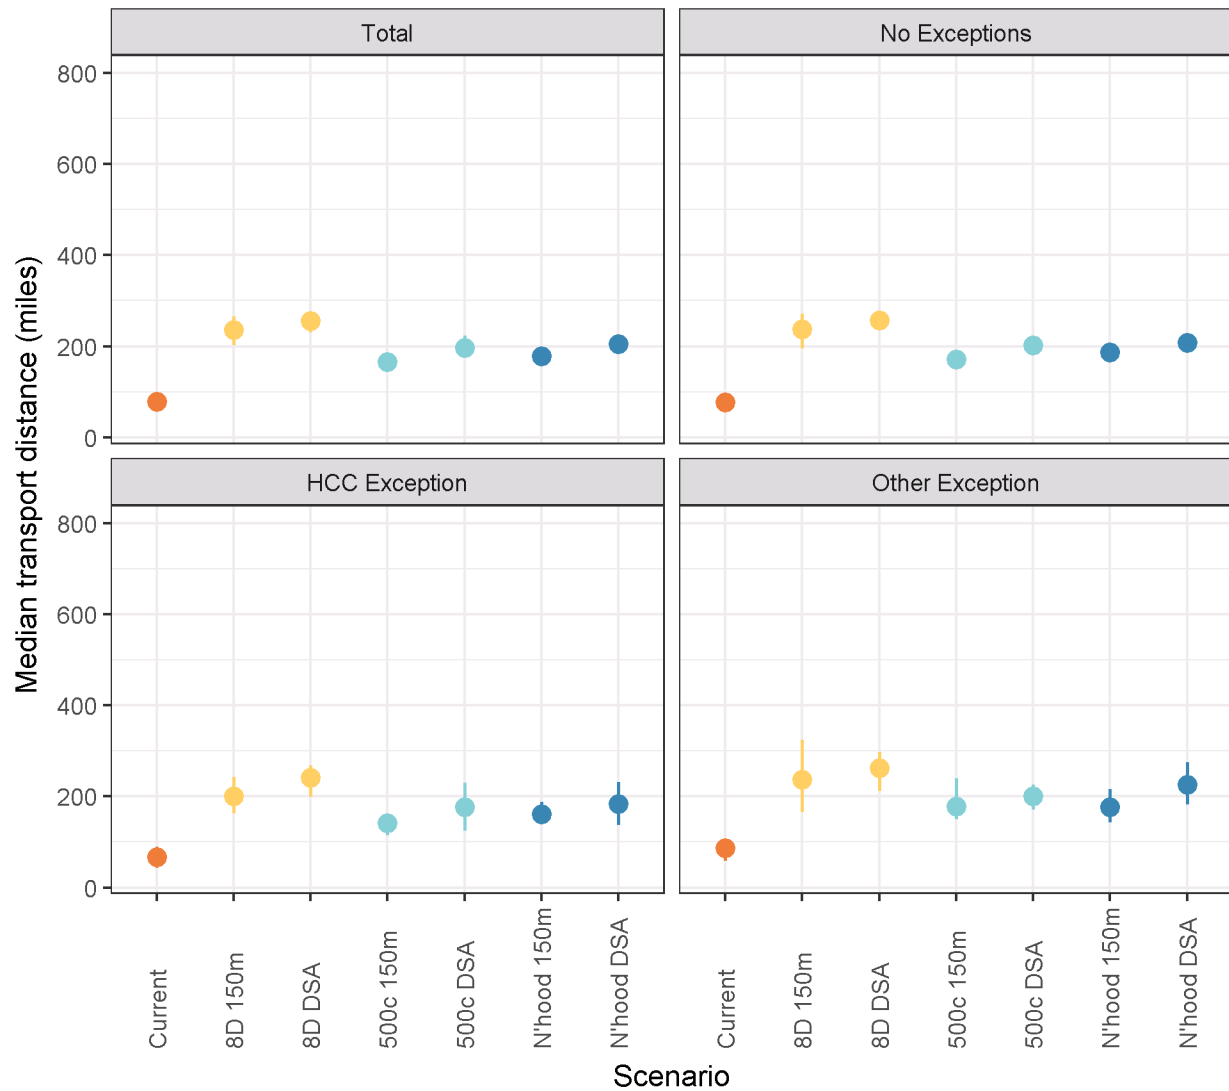 Total
No Exceptions
800
600
400
200
0
HCC Exception
Other Exception
800
600
400
200
0
Median transport distance (miles)
Current
8D 150m
8D DSA
500c 150m
500c DSA
N'hood 150m
N'hood DSA
Current
8D 150m
8D DSA
500c 150m
500c DSA
N'hood 150m
N'hood DSA
Scenario